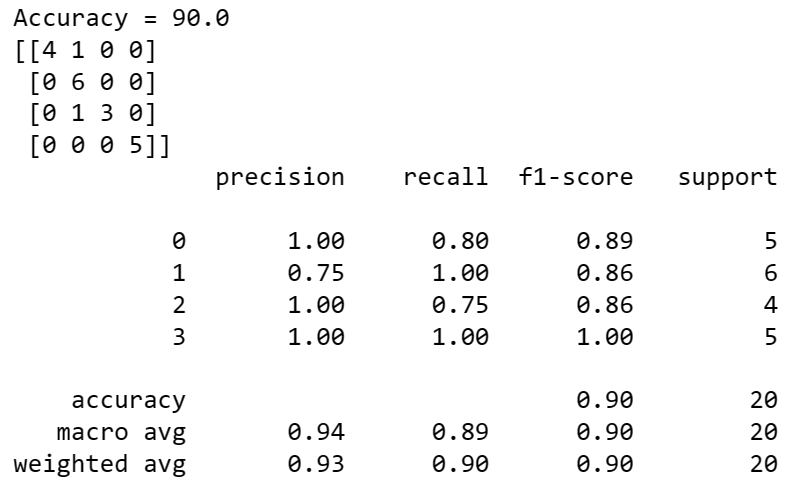 Accuracy = 90.0
[[4 1 0 0]
[0 6 0 0]
[0 1 3 0]
[0 0 0 5]]
precision recall f1-score support
0 1.00 0.80 0.89 5
1 0.75 1.00 0.86 6
2 1.00 0.75 0.86 4
3 1.00 1.00 1.00 5
accuracy 0.90 20
macro avg 0.94 0.89 0.90 20
weighted avg 0.93 0.90 0.90 20